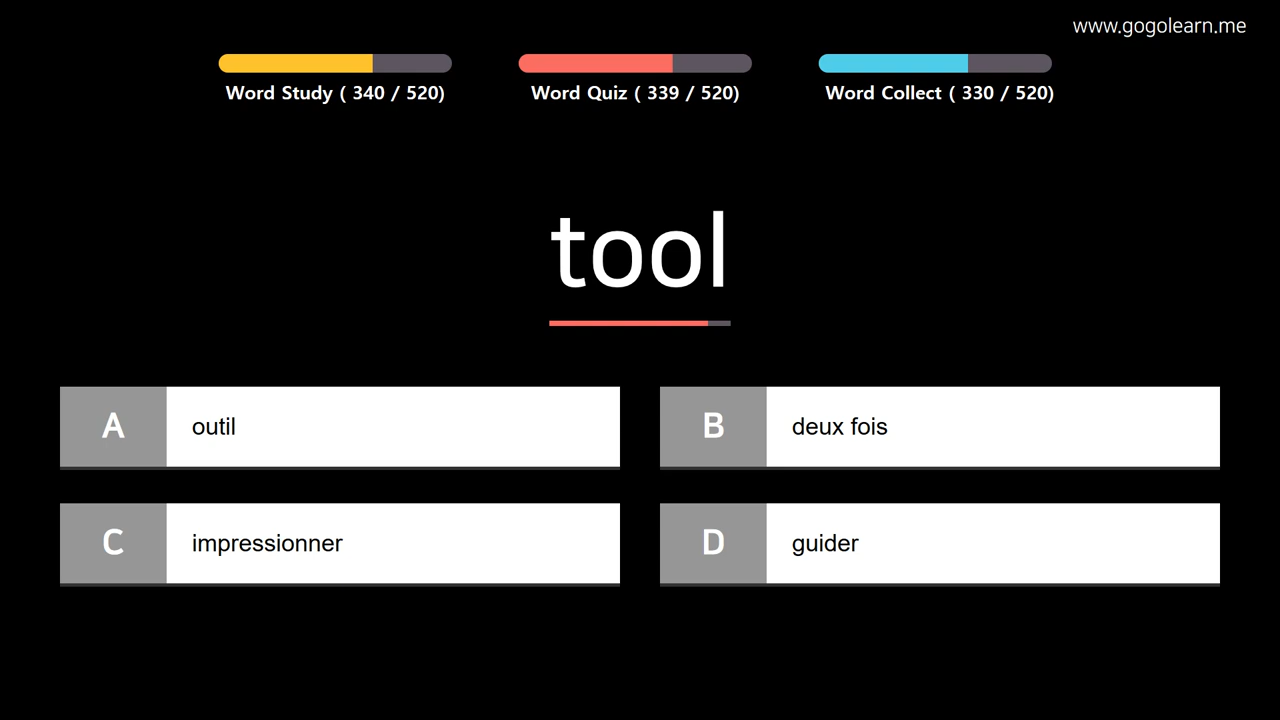 www.gogolearn.me
Word Study ( 340 / 520)
Word Quiz ( 339 / 520)
Word Collect ( 330 / 520)
tool
A outil
B deux fois
C impressionner
D guider